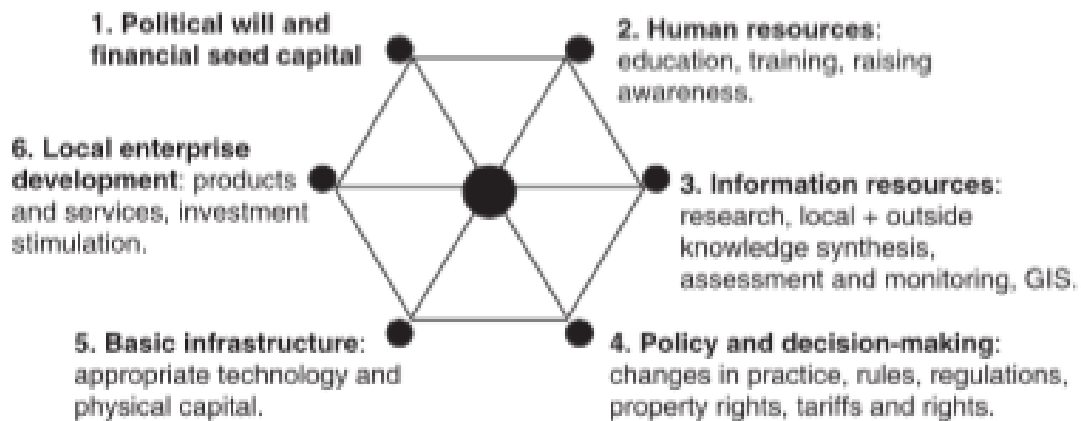 1. Political will and
financial seed capital
2. Human resources:
education, training, raising
awareness.
3. Information resources:
research, local + outside
knowledge synthesis,
assessment and monitoring, GIS.
4. Policy and decision-making:
changes in practice, rules, regulations,
property rights, tariffs and rights.
5. Basic infrastructure:
appropriate technology and
physical capital.
6. Local enterprise
development: products
and services, investment
stimulation.